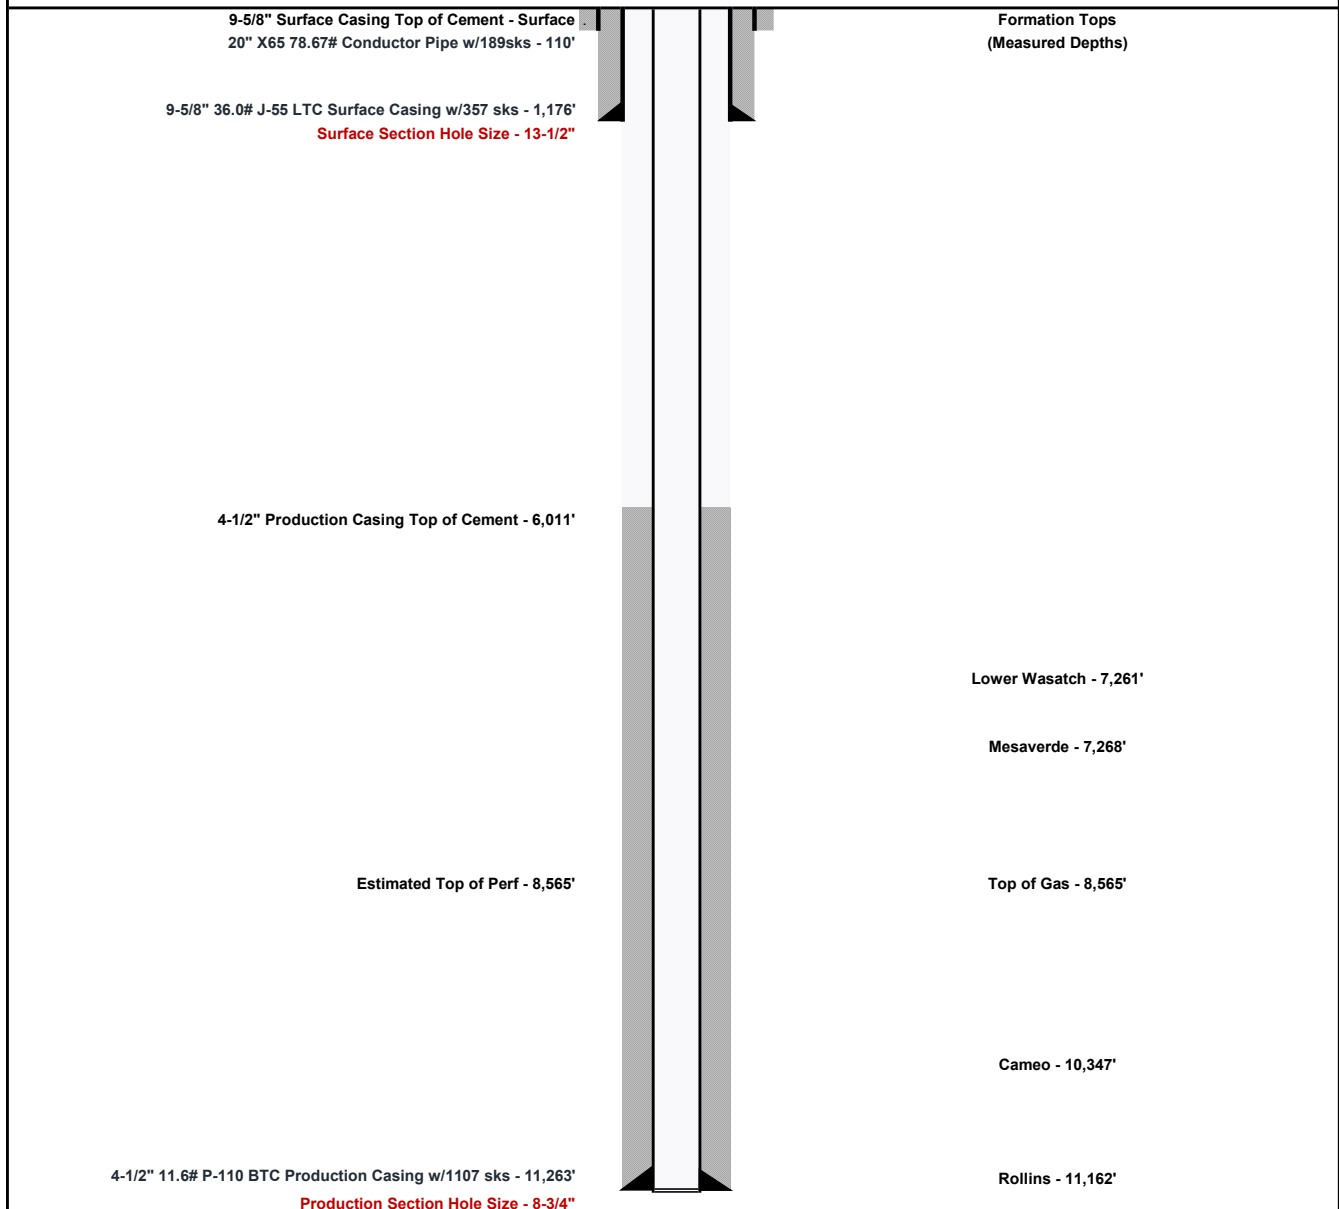 9-5/8" Surface Casing Top of Cement - Surface
Formation Tops
20" X65 78.67# Conductor Pipe w/189sks - 110'
(Measured Depths)
9-5/8" 36.0# J-55 LTC Surface Casing w/357 sks - 1,176'
Surface Section Hole Size - 13-1/2"
4-1/2" Production Casing Top of Cement - 6,011'
Lower Wasatch - 7,261'
Mesaverde - 7,268'
Estimated Top of Perf - 8,565'
Top of Gas - 8,565'
Cameo - 10,347'
4-1/2" 11.6# P-110 BTC Production Casing w/1107 sks - 11,263'
Rollins - 11,162'
Production Section Hole Size - 8-3/4"